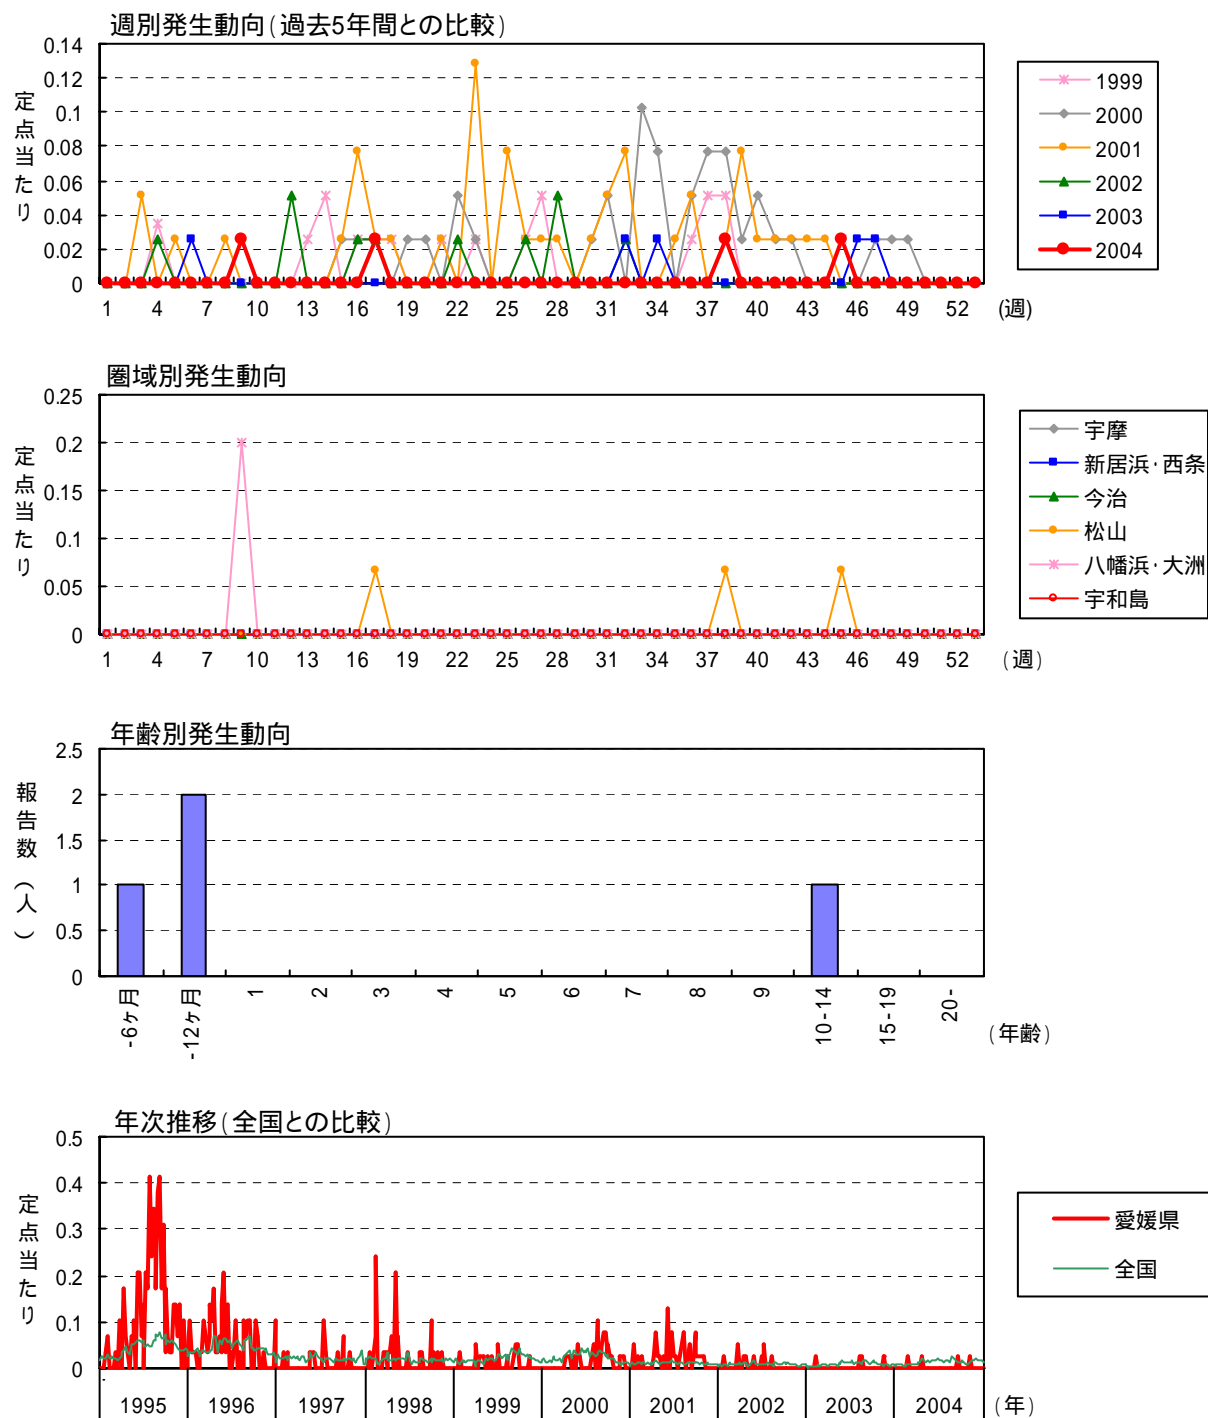 週別発生動向(過去5年間との比較)
0.14
0.12
0.1
0.08
0.06
0.04
0.02
0
定点当たり
1 4 7 10 13 16 19 22 25 28 31 34 37 40 43 46 49 52 (週)
1999
2000
2001
2002
2003
2004
圏域別発生動向
0.25
0.2
0.15
0.1
0.05
0
定点当たり
1 4 7 10 13 16 19 22 25 28 31 34 37 40 43 46 49 52 (週)
宇摩
新居浜・西条
今治
松山
八幡浜・大洲
宇和島
年齢別発生動向
2.5
2
1.5
1
0.5
0
報告数(人)
-6ヶ月 -12ヶ月 1 2 3 4 5 6 7 8 9 10-14 15-19 20- (年齢)
年次推移(全国との比較)
0.5
0.4
0.3
0.2
0.1
0
定点当たり
1995 1996 1997 1998 1999 2000 2001 2002 2003 2004 (年)
愛媛県
全国